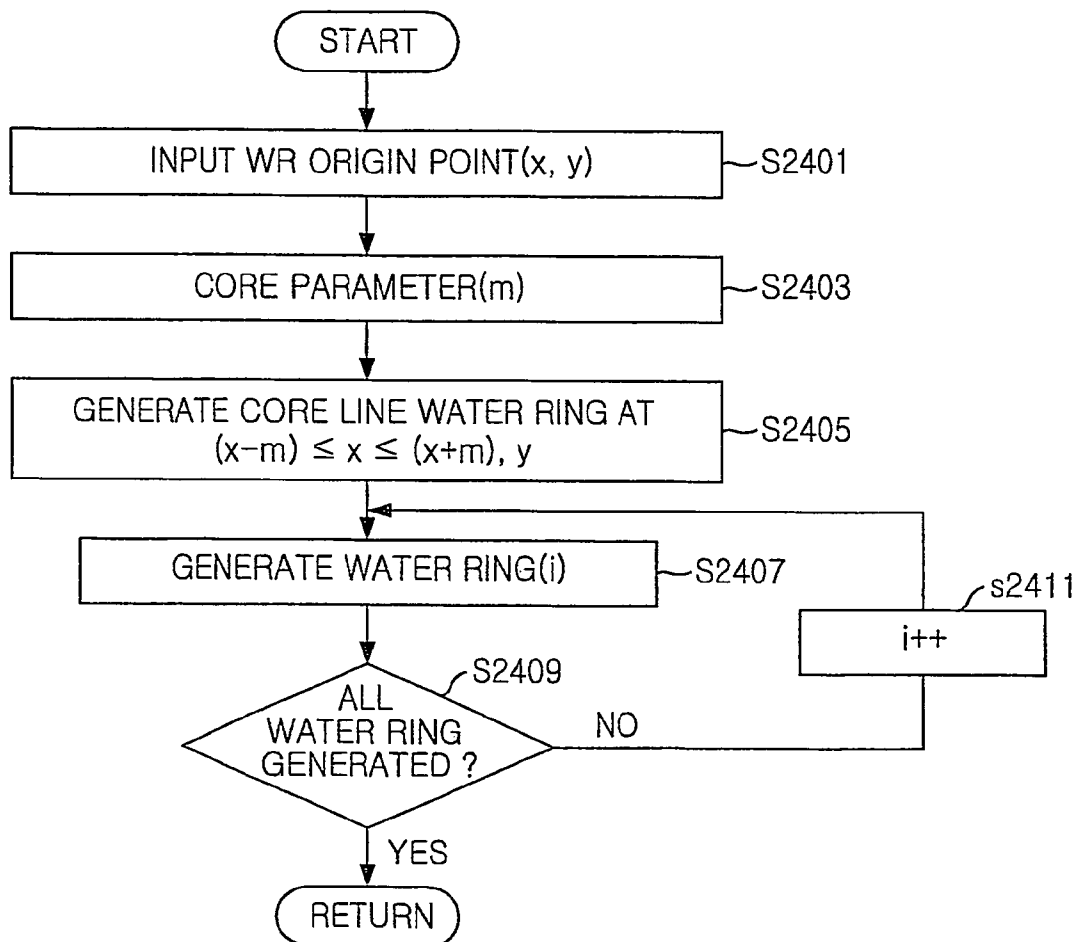 START
INPUT WR ORIGIN POINT(x, y)
S2401
CORE PARAMETER(m)
S2403
GENERATE CORE LINE WATER RING AT
(x-m) ≤ x ≤ (x+m), y
S2405
GENERATE WATER RING(i)
S2407
s2411
i++
S2409
ALL
WATER RING
GENERATED ?
NO
YES
RETURN